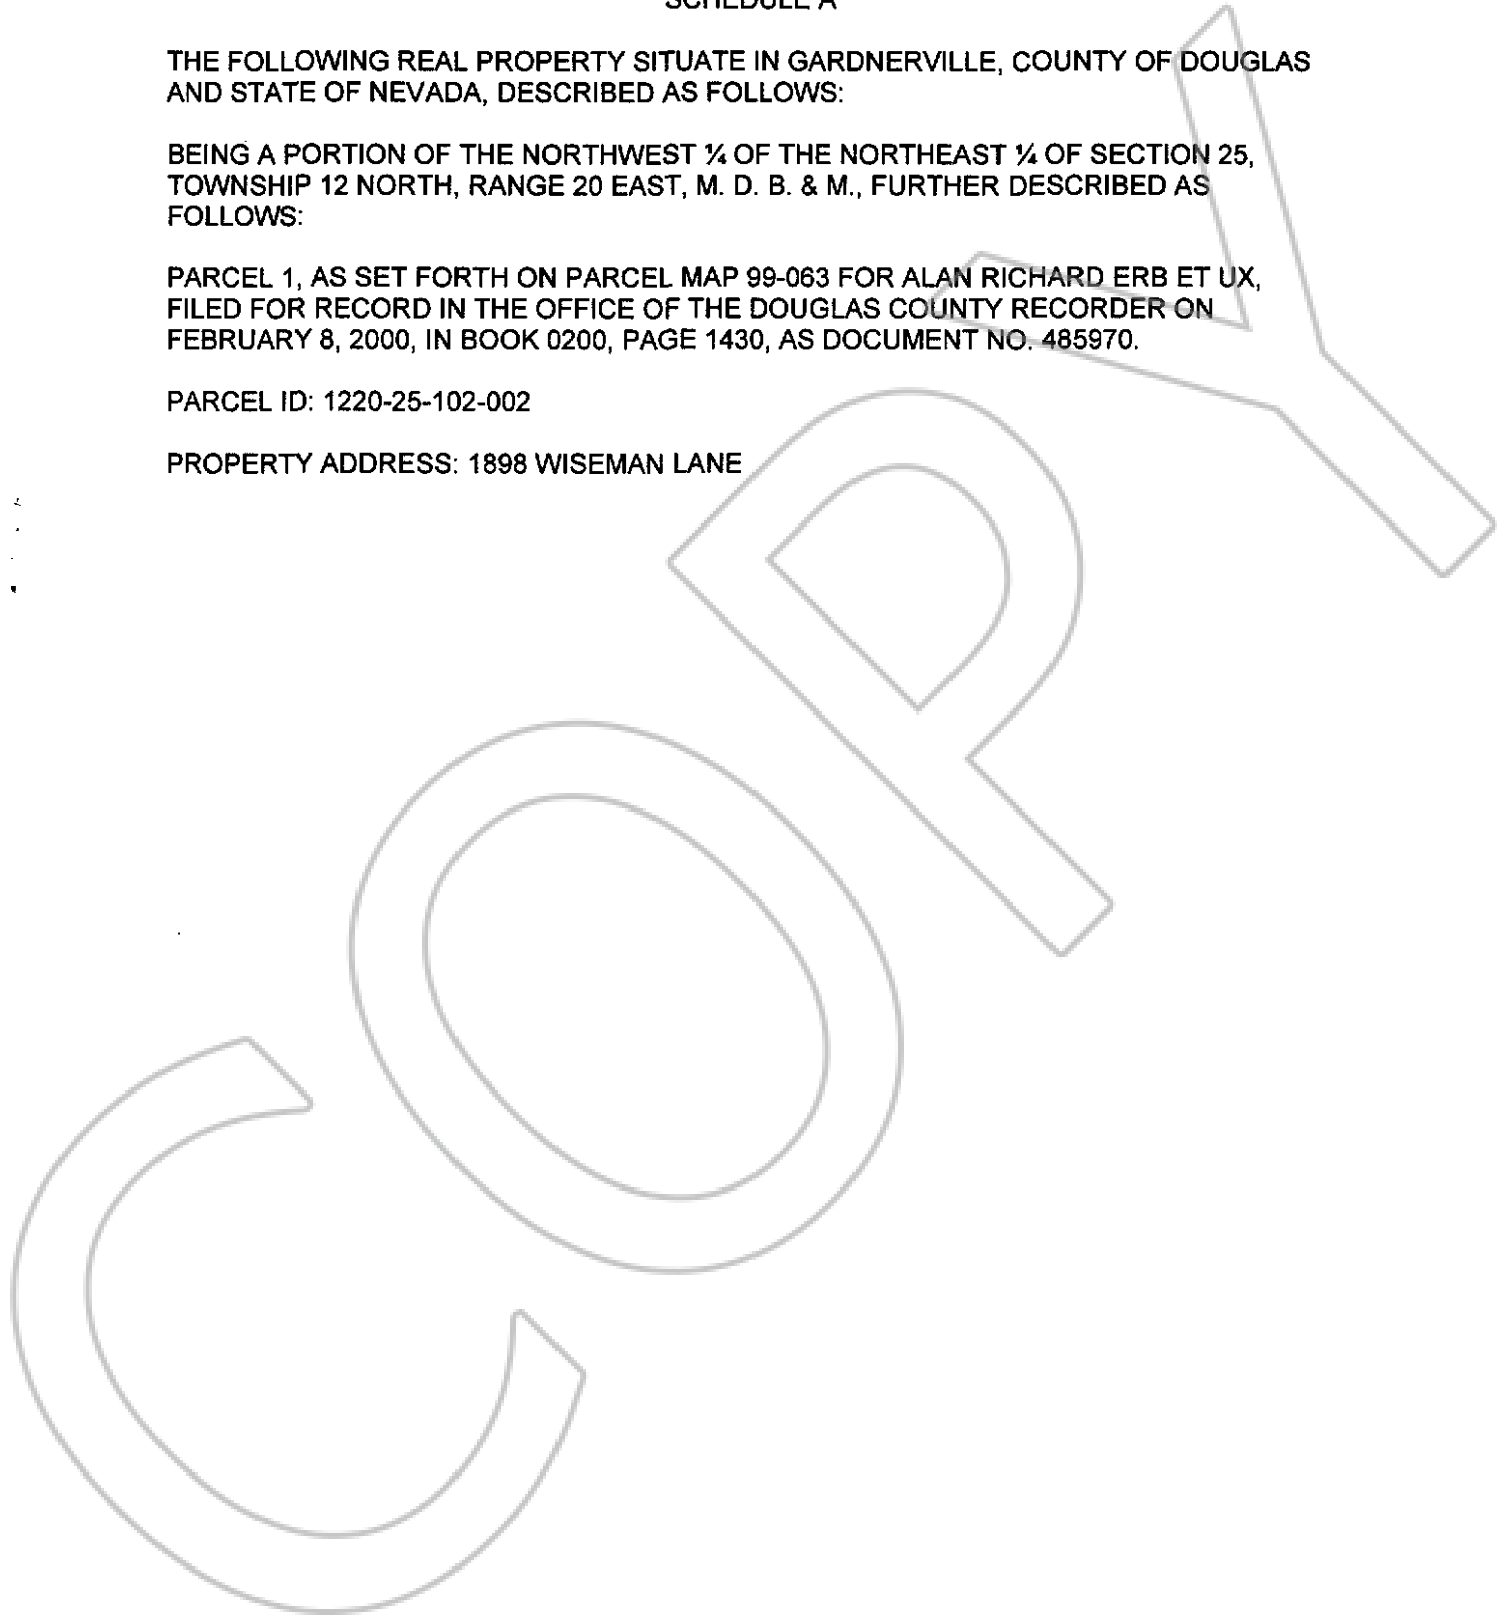 SCHEDULE A
THE FOLLOWING REAL PROPERTY SITUATE IN GARDNERVILLE, COUNTY OF DOUGLAS
AND STATE OF NEVADA, DESCRIBED AS FOLLOWS:
BEING A PORTION OF THE NORTHWEST ¼ OF THE NORTHEAST ¼ OF SECTION 25,
TOWNSHIP 12 NORTH, RANGE 20 EAST, M. D. B. & M., FURTHER DESCRIBED AS
FOLLOWS:
PARCEL 1, AS SET FORTH ON PARCEL MAP 99-063 FOR ALAN RICHARD ERB ET UX,
FILED FOR RECORD IN THE OFFICE OF THE DOUGLAS COUNTY RECORDER ON
FEBRUARY 8, 2000, IN BOOK 0200, PAGE 1430, AS DOCUMENT NO. 485970.
PARCEL ID: 1220-25-102-002
PROPERTY ADDRESS: 1898 WISEMAN LANE
COPY